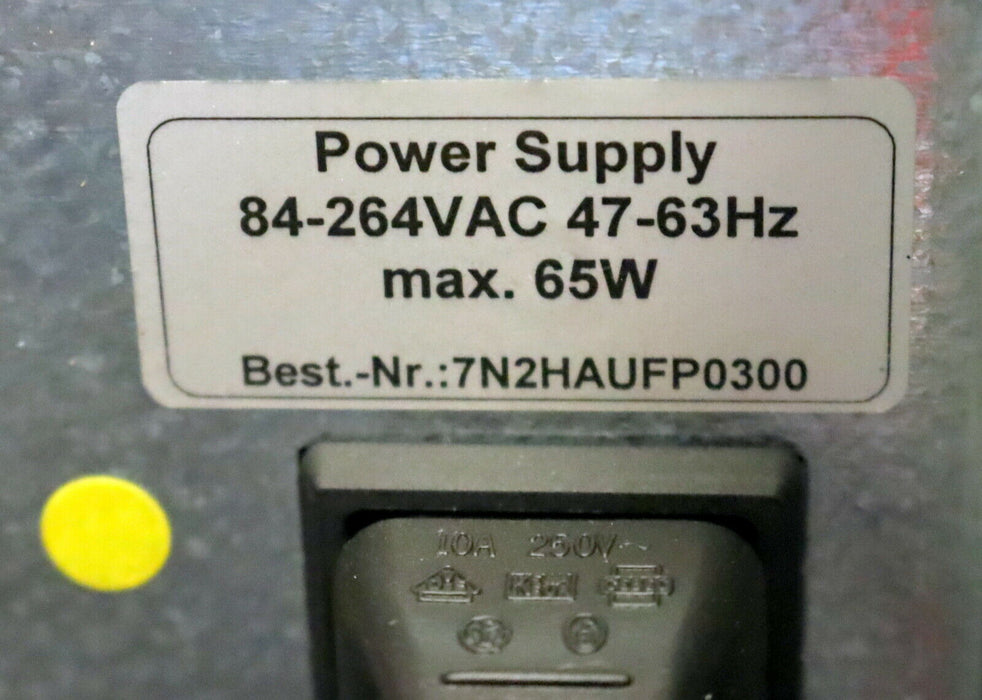 Power Supply
84-264VAC 47-63Hz
max. 65W
Best.-Nr.:7N2HAUFP0300
10A 250V~